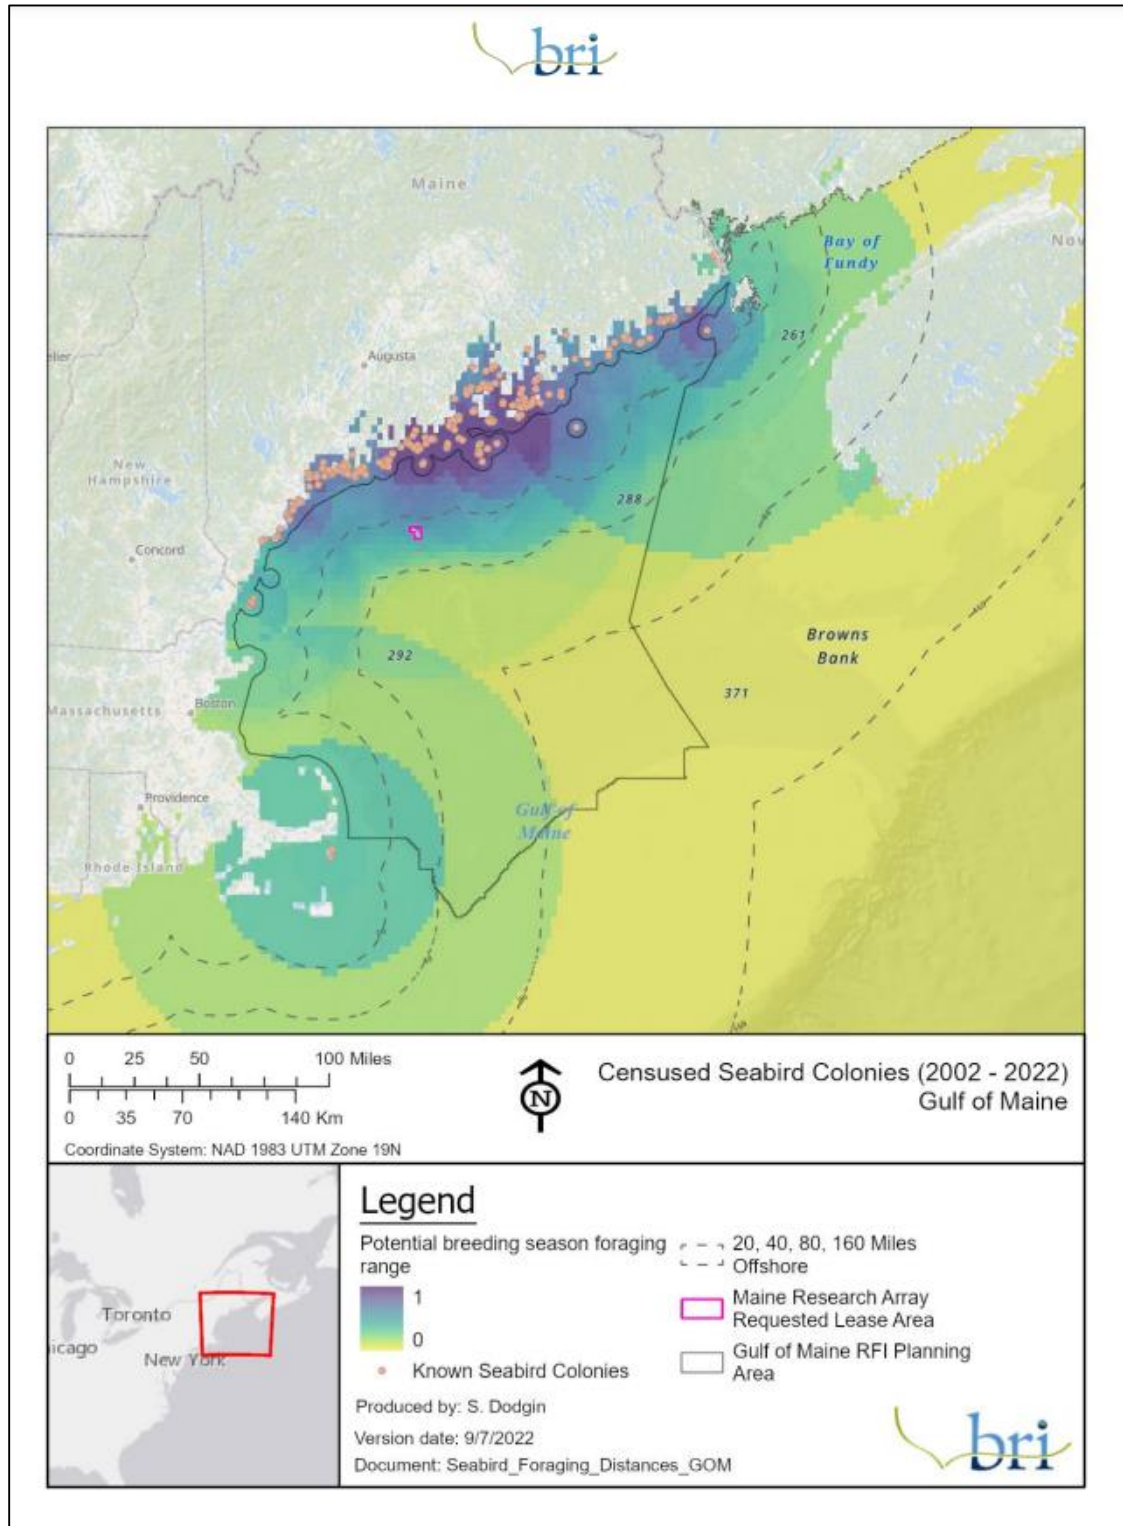 bri
Maine
Bay of
Fundy
Nov
261
elier
Augusta
New
Hampshire
288
Concord
Browns
Bank
292
371
Massachusetts
Boston
Providence
Gulf of
Maine
Rhode Island
0 25 50 100 Miles
0 35 70 140 Km
Coordinate System: NAD 1983 UTM Zone 19N
N
Censused Seabird Colonies (2002 - 2022)
Gulf of Maine
Toronto
icago
New York
Legend
Potential breeding season foraging
range
1
0
Known Seabird Colonies
20, 40, 80, 160 Miles
Offshore
Maine Research Array
Requested Lease Area
Gulf of Maine RFI Planning
Area
Produced by: S. Dodgin
Version date: 9/7/2022
Document: Seabird_Foraging_Distances_GOM
bri